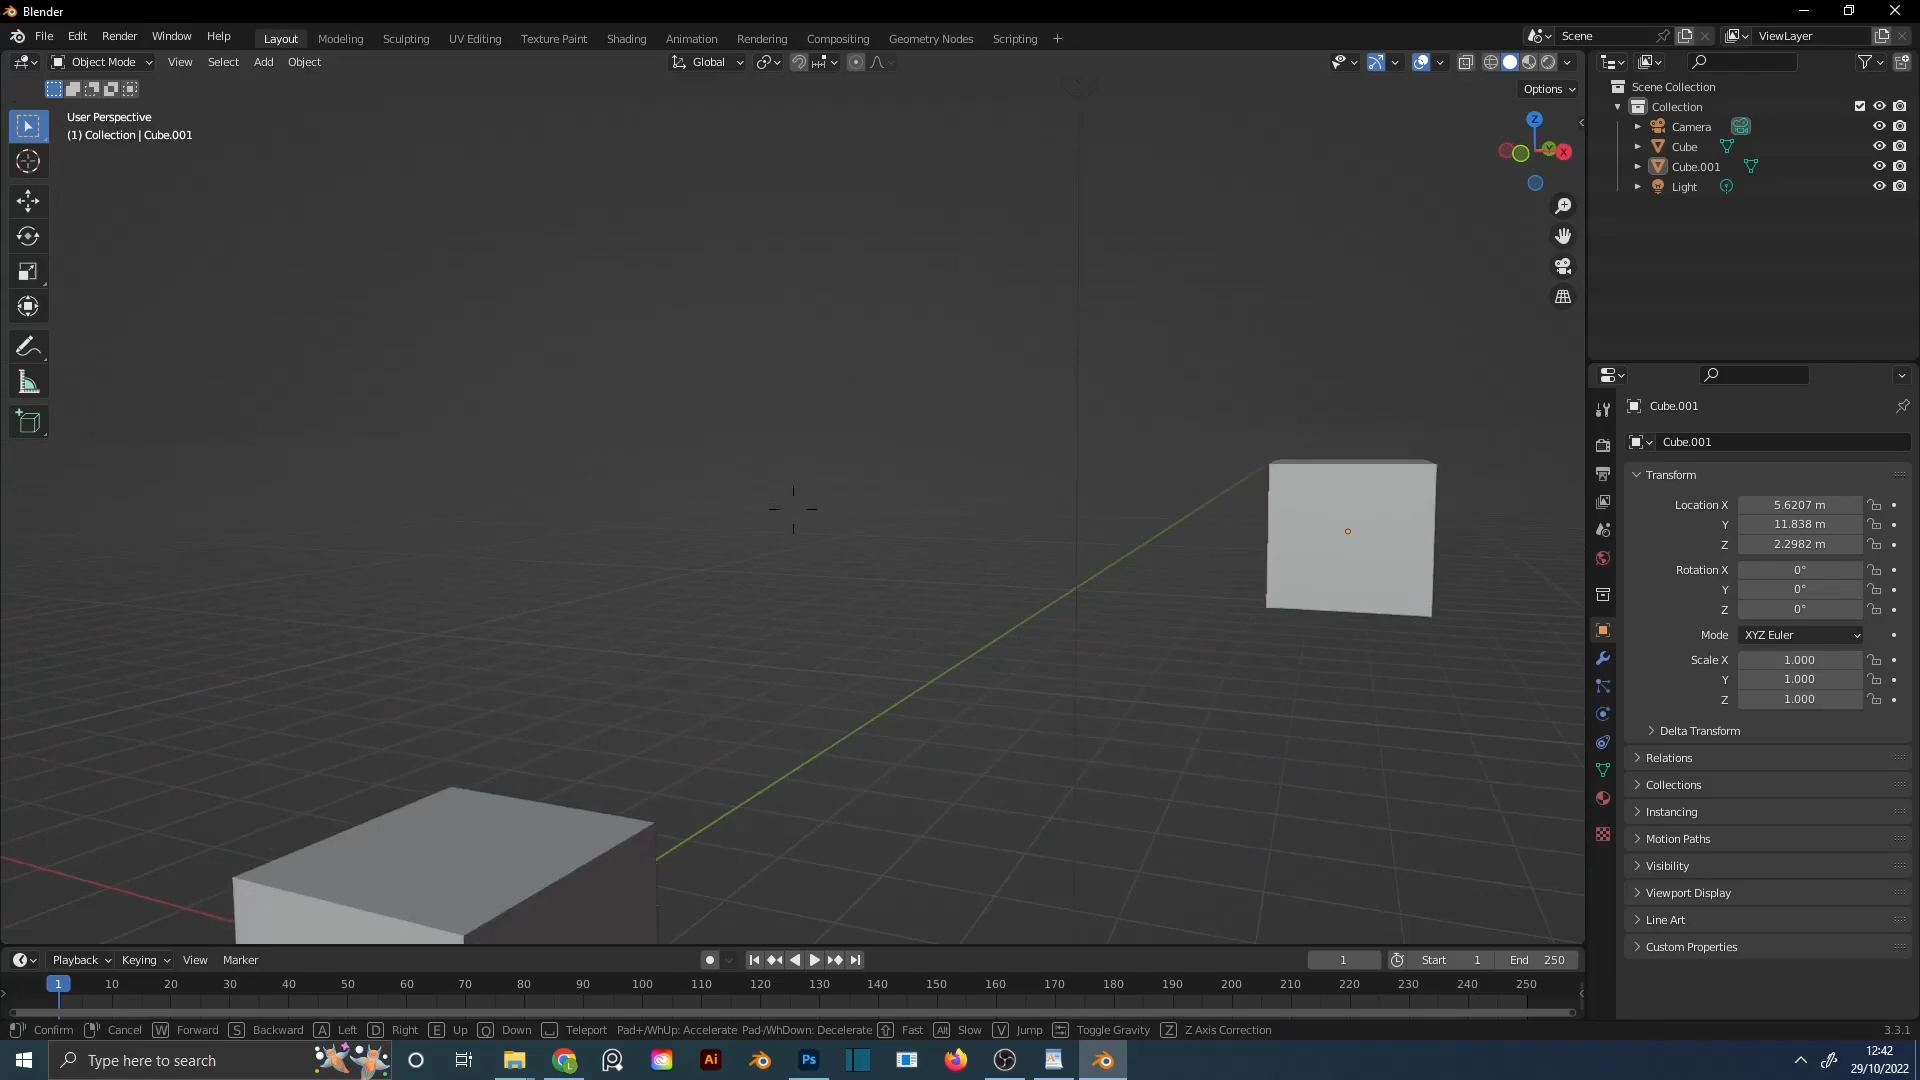 Blender
File Edit Render Window Help
Layout Modeling Sculpting UV Editing Texture Paint Shading Animation Rendering Compositing Geometry Nodes Scripting
Scene
ViewLayer
Object Mode View Select Add Object
Global
Options
User Perspective
(1) Collection | Cube.001
Z
Y
X
Scene Collection
Collection
Camera
Cube
Cube.001
Light
Cube.001
Cube.001
Transform
Location X 5.6207 m
Y 11.838 m
Z 2.2982 m
Rotation X 0°
Y 0°
Z 0°
Mode XYZ Euler
Scale X 1.000
Y 1.000
Z 1.000
Delta Transform
Relations
Collections
Instancing
Motion Paths
Visibility
Viewport Display
Line Art
Custom Properties
Playback Keying View Marker
1 Start 1 End 250
1 10 20 30 40 50 60 70 80 90 100 110 120 130 140 150 160 170 180 190 200 210 220 230 240 250
Confirm Cancel W Forward S Backward A Left D Right E Up Q Down Teleport Pad+/WhUp: Accelerate Pad-/WhDown: Decelerate Fast Alt Slow V Jump Toggle Gravity Z Z Axis Correction
3.3.1
Type here to search
Ai
Ps
12:42
29/10/2022